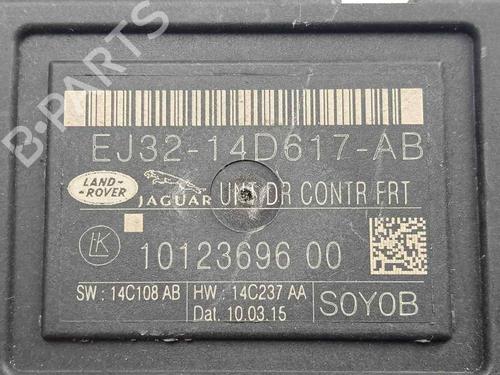 B-PARTS
EJ32-14D617-AB
LAND-ROVER
JAGUAR
UNIT DR CONTR FRT
LK
10123696 00
SW : 14C108 AB
HW : 14C237 AA
Dat. 10.03.15
SOYOB